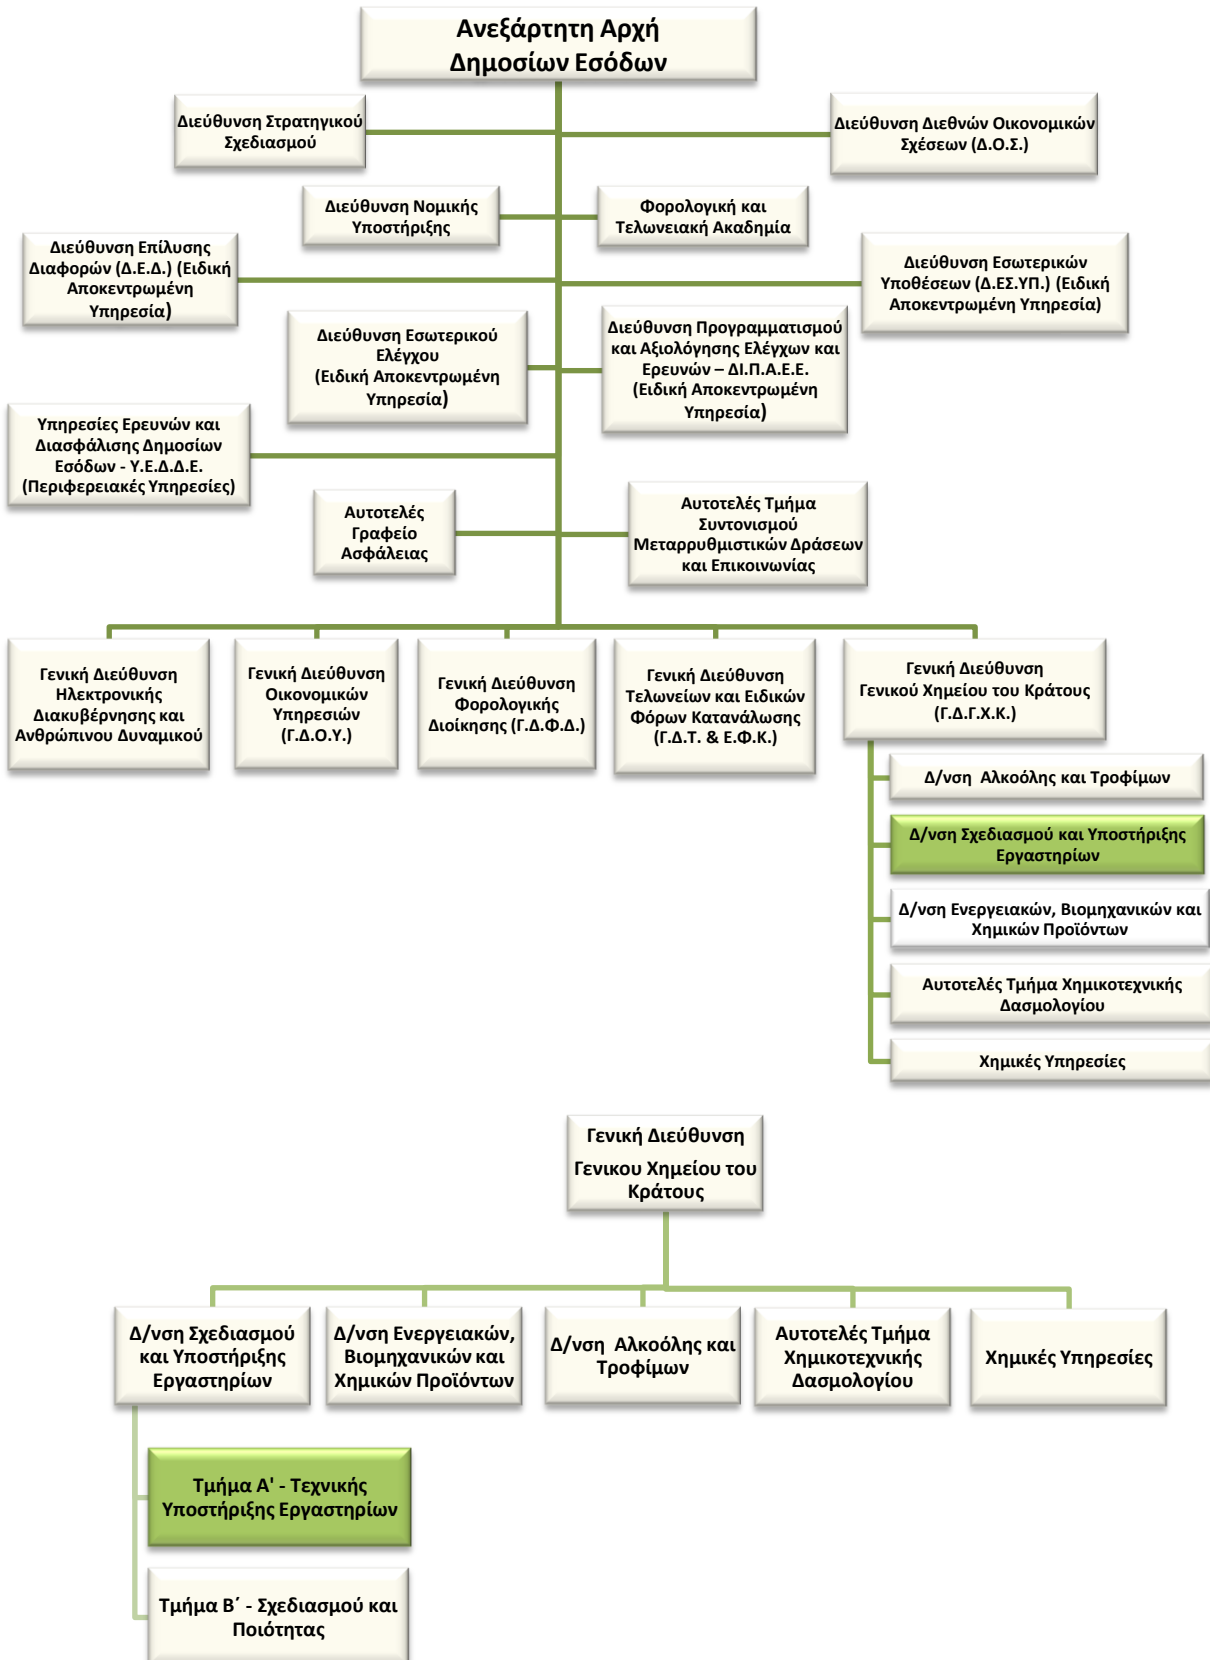 Ανεξάρτητη Αρχή
Δημοσίων Εσόδων
Διεύθυνση Στρατηγικού
Σχεδιασμού
Διεύθυνση Διεθνών Οικονομικών
Σχέσεων (Δ.Ο.Σ.)
Διεύθυνση Νομικής
Υποστήριξης
Φορολογική και
Τελωνειακή Ακαδημία
Διεύθυνση Επίλυσης
Διαφορών (Δ.Ε.Δ.) (Ειδική
Αποκεντρωμένη
Υπηρεσία)
Διεύθυνση Εσωτερικών
Υποθέσεων (Δ.ΕΣ.ΥΠ.) (Ειδική
Αποκεντρωμένη Υπηρεσία)
Διεύθυνση Εσωτερικού
Ελέγχου
(Ειδική Αποκεντρωμένη
Υπηρεσία)
Διεύθυνση Προγραμματισμού
και Αξιολόγησης Ελέγχων και
Ερευνών – ΔΙ.Π.Α.Ε.Ε.
(Ειδική Αποκεντρωμένη
Υπηρεσία)
Υπηρεσίες Ερευνών και
Διασφάλισης Δημοσίων
Εσόδων - Υ.Ε.Δ.Δ.Ε.
(Περιφερειακές Υπηρεσίες)
Αυτοτελές
Γραφείο
Ασφάλειας
Αυτοτελές Τμήμα
Συντονισμού
Μεταρρυθμιστικών Δράσεων
και Επικοινωνίας
Γενική Διεύθυνση
Ηλεκτρονικής
Διακυβέρνησης και
Ανθρώπινου Δυναμικού
Γενική Διεύθυνση
Οικονομικών
Υπηρεσιών
(Γ.Δ.Ο.Υ.)
Γενική Διεύθυνση
Φορολογικής
Διοίκησης (Γ.Δ.Φ.Δ.)
Γενική Διεύθυνση
Τελωνείων και Ειδικών
Φόρων Κατανάλωσης
(Γ.Δ.Τ. & Ε.Φ.Κ.)
Γενική Διεύθυνση
Γενικού Χημείου του Κράτους
(Γ.Δ.Γ.Χ.Κ.)
Δ/νση  Αλκοόλης και Τροφίμων
Δ/νση Σχεδιασμού και Υποστήριξης
Εργαστηρίων
Δ/νση Ενεργειακών, Βιομηχανικών και
Χημικών Προϊόντων
Αυτοτελές Τμήμα Χημικοτεχνικής
Δασμολογίου
Χημικές Υπηρεσίες
Γενική Διεύθυνση
Γενικου Χημείου του
Κράτους
Δ/νση Σχεδιασμού
και Υποστήριξης
Εργαστηρίων
Δ/νση Ενεργειακών,
Βιομηχανικών και
Χημικών Προϊόντων
Δ/νση  Αλκοόλης και
Τροφίμων
Αυτοτελές Τμήμα
Χημικοτεχνικής
Δασμολογίου
Χημικές Υπηρεσίες
Τμήμα Α' - Τεχνικής
Υποστήριξης Εργαστηρίων
Τμήμα Β΄ - Σχεδιασμού και
Ποιότητας